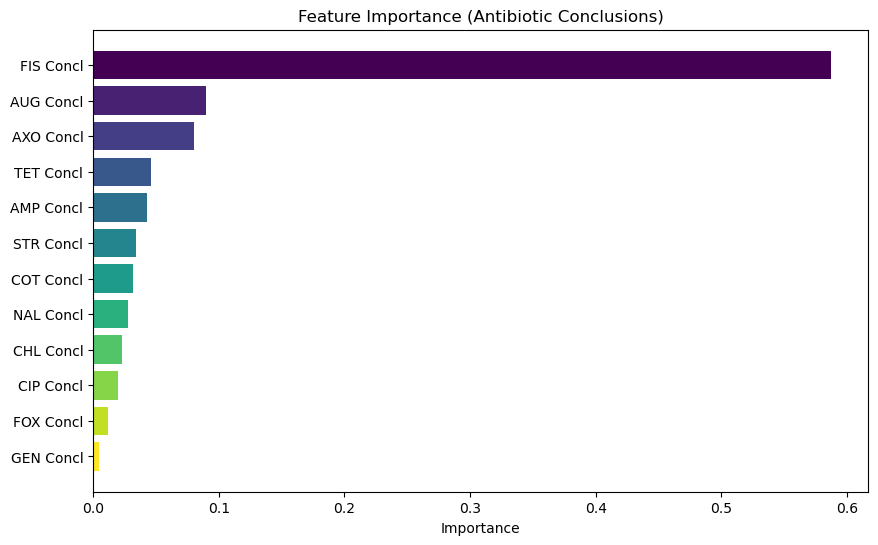 Feature Importance (Antibiotic Conclusions)
FIS Concl
AUG Concl
AXO Concl
TET Concl
AMP Concl
STR Concl
COT Concl
NAL Concl
CHL Concl
CIP Concl
FOX Concl
GEN Concl
0.0 0.1 0.2 0.3 0.4 0.5 0.6
Importance